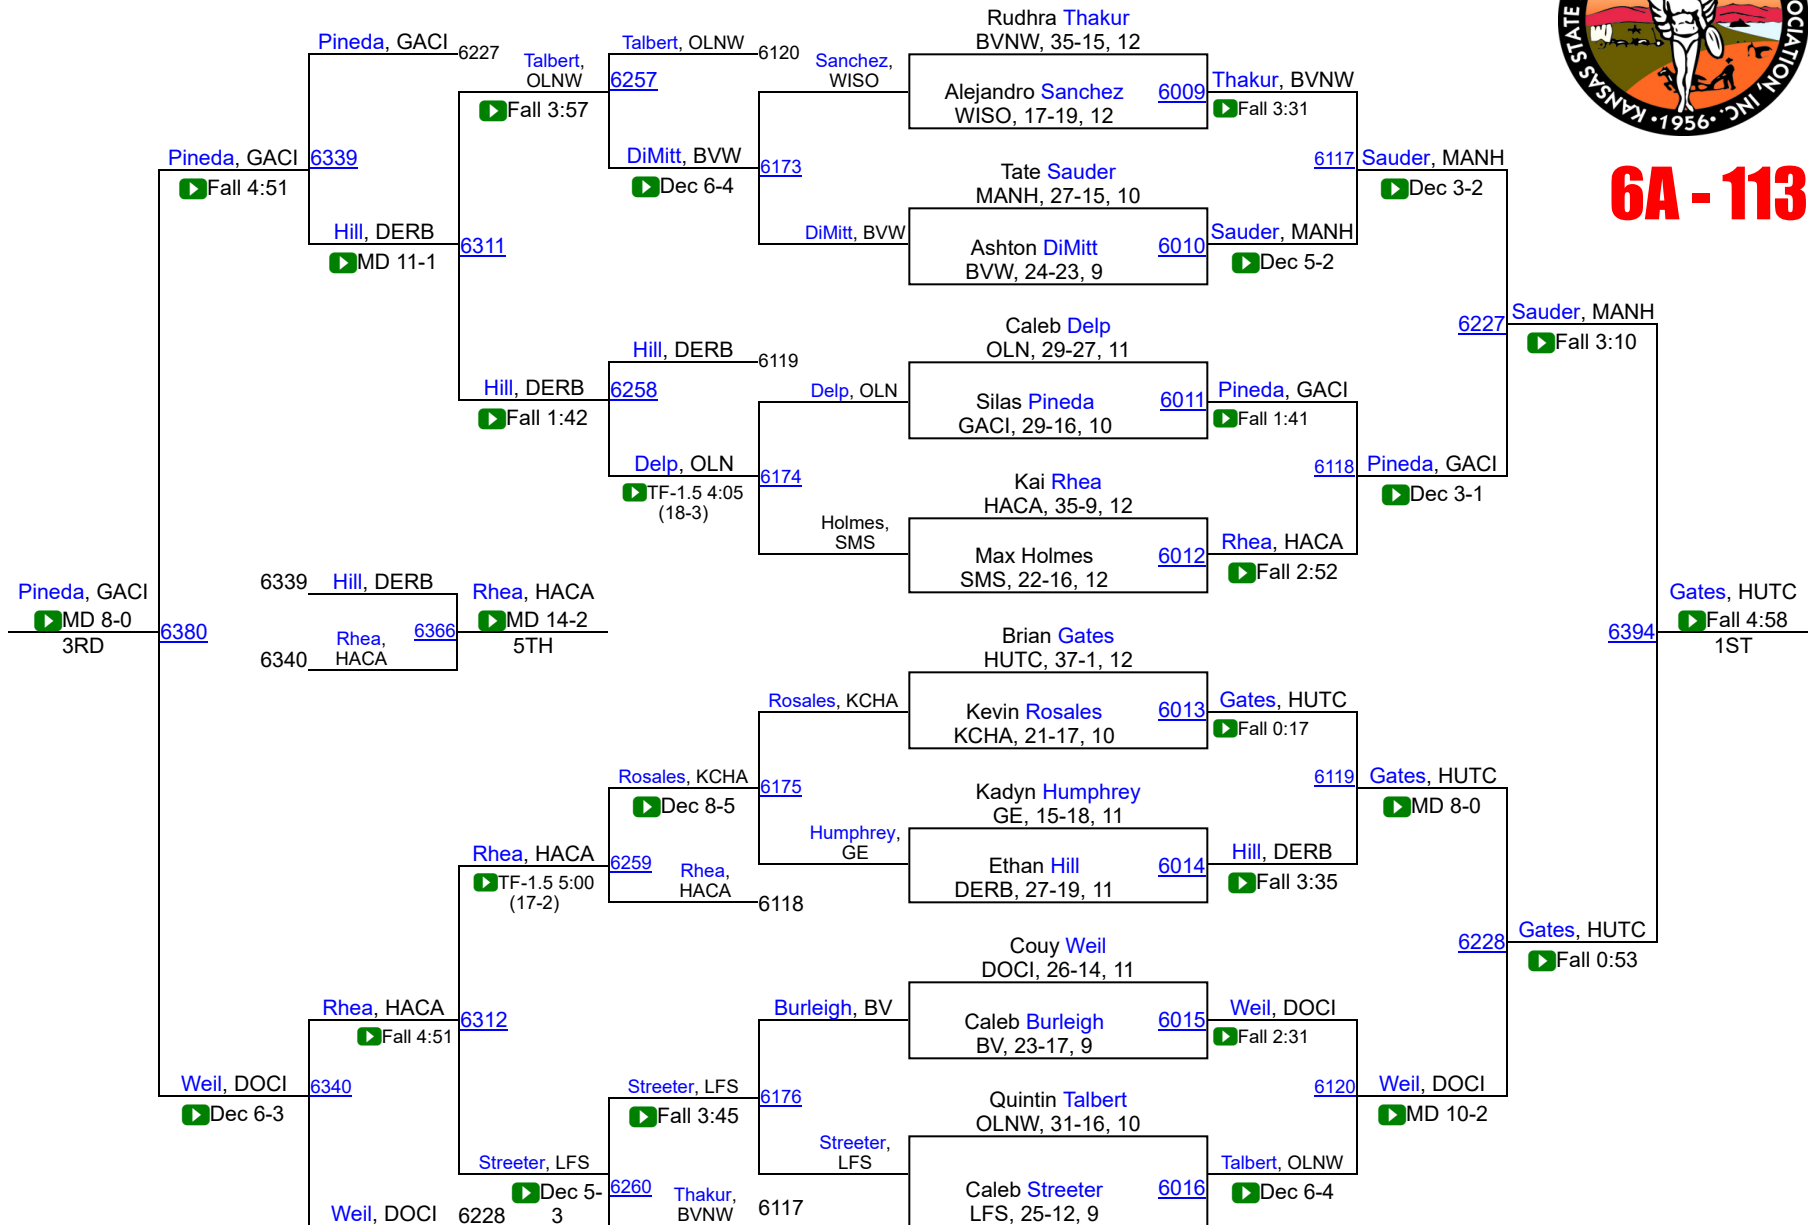 Pineda, GACI
6227
Talbert,
OLNW
Fall 3:57
Talbert, OLNW
6120
6257
Sanchez,
WISO
Rudhra Thakur
BVNW, 35-15, 12
Alejandro Sanchez
WISO, 17-19, 12
6009
Thakur, BVNW
Fall 3:31
KANSAS STATE
OCIATION, INC.
•1956•
6A - 113
Pineda, GACI
Fall 4:51
6339
DiMitt, BVW
Dec 6-4
6173
Tate Sauder
MANH, 27-15, 10
6117
Sauder, MANH
Dec 3-2
Hill, DERB
MD 11-1
6311
DiMitt, BVW
Ashton DiMitt
BVW, 24-23, 9
6010
Sauder, MANH
Dec 5-2
Caleb Delp
OLN, 29-27, 11
6227
Sauder, MANH
Fall 3:10
Hill, DERB
6119
Hill, DERB
Fall 1:42
6258
Delp, OLN
Silas Pineda
GACI, 29-16, 10
6011
Pineda, GACI
Fall 1:41
Delp, OLN
TF-1.5 4:05
(18-3)
6174
Kai Rhea
HACA, 35-9, 12
6118
Pineda, GACI
Dec 3-1
Holmes,
SMS
Max Holmes
SMS, 22-16, 12
6012
Rhea, HACA
Fall 2:52
Pineda, GACI
MD 8-0
3RD
6380
6339
Hill, DERB
6340
Rhea,
HACA
6366
Rhea, HACA
MD 14-2
5TH
Brian Gates
HUTC, 37-1, 12
6394
Gates, HUTC
Fall 4:58
1ST
Rosales, KCHA
Kevin Rosales
KCHA, 21-17, 10
6013
Gates, HUTC
Fall 0:17
Rosales, KCHA
Dec 8-5
6175
Kadyn Humphrey
GE, 15-18, 11
6119
Gates, HUTC
MD 8-0
Rhea, HACA
TF-1.5 5:00
(17-2)
6259
Rhea,
HACA
6118
Humphrey,
GE
Ethan Hill
DERB, 27-19, 11
6014
Hill, DERB
Fall 3:35
Couy Weil
DOCI, 26-14, 11
6228
Gates, HUTC
Fall 0:53
Rhea, HACA
Fall 4:51
6312
Burleigh, BV
Caleb Burleigh
BV, 23-17, 9
6015
Weil, DOCI
Fall 2:31
Weil, DOCI
Dec 6-3
6340
Streeter, LFS
Fall 3:45
6176
Quintin Talbert
OLNW, 31-16, 10
6120
Weil, DOCI
MD 10-2
Streeter,
LFS
Streeter, LFS
Dec 5-
3
6260
Thakur,
BVNW
6117
Caleb Streeter
LFS, 25-12, 9
6016
Talbert, OLNW
Dec 6-4
Weil, DOCI
6228